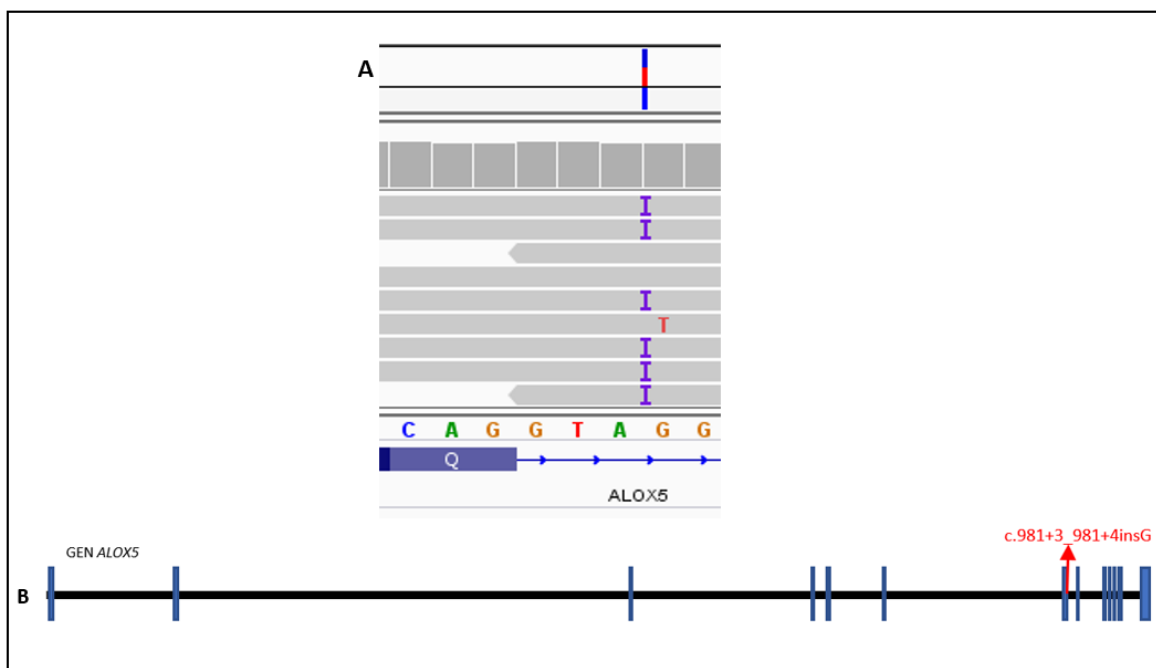 A
I
I
I
T
I
I
I
C A G G T A G G
Q
ALOX5
c.981+3_981+4insG
GEN ALOX5
B